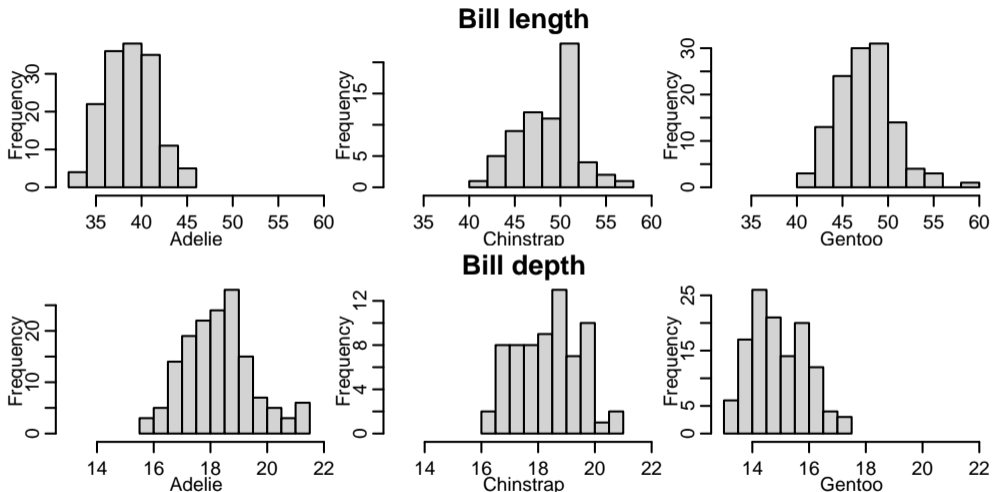 Bill length
Frequency
0 10 20 30
35 40 45 50 55 60
Adelie
Frequency
0 5 15
35 40 45 50 55 60
Chinstrap
Frequency
0 10 20 30
35 40 45 50 55 60
Gentoo
Bill depth
Frequency
0 10 20
14 16 18 20 22
Adelie
Frequency
0 4 8 12
14 16 18 20 22
Chinstrap
Frequency
0 5 15 25
14 16 18 20 22
Gentoo